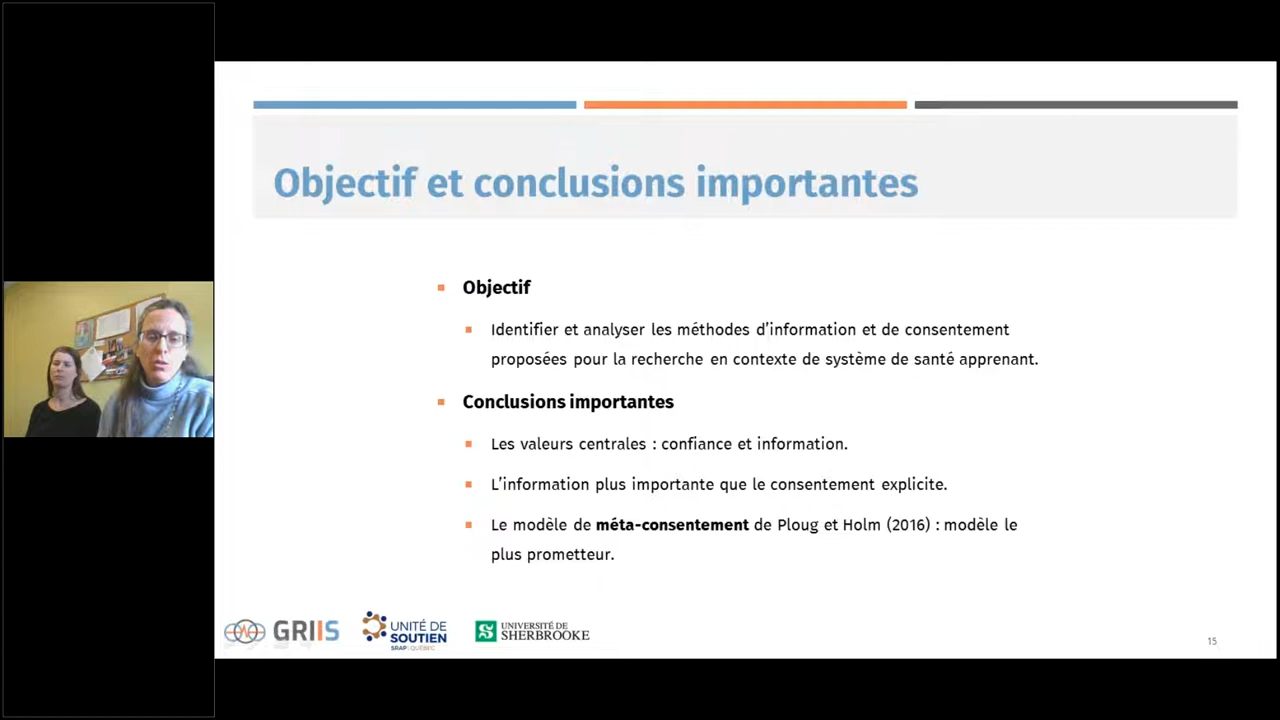 Objectif et conclusions importantes
Objectif
Identifier et analyser les méthodes d'information et de consentement
proposées pour la recherche en contexte de système de santé apprenant.
Conclusions importantes
Les valeurs centrales : confiance et information.
L'information plus importante que le consentement explicite.
Le modèle de méta-consentement de Ploug et Holm (2016) : modèle le
plus prometteur.
GRIIS
UNITÉ DE
SOUTIEN
SRAP | QUÉBEC
UNIVERSITÉ DE
SHERBROOKE
15